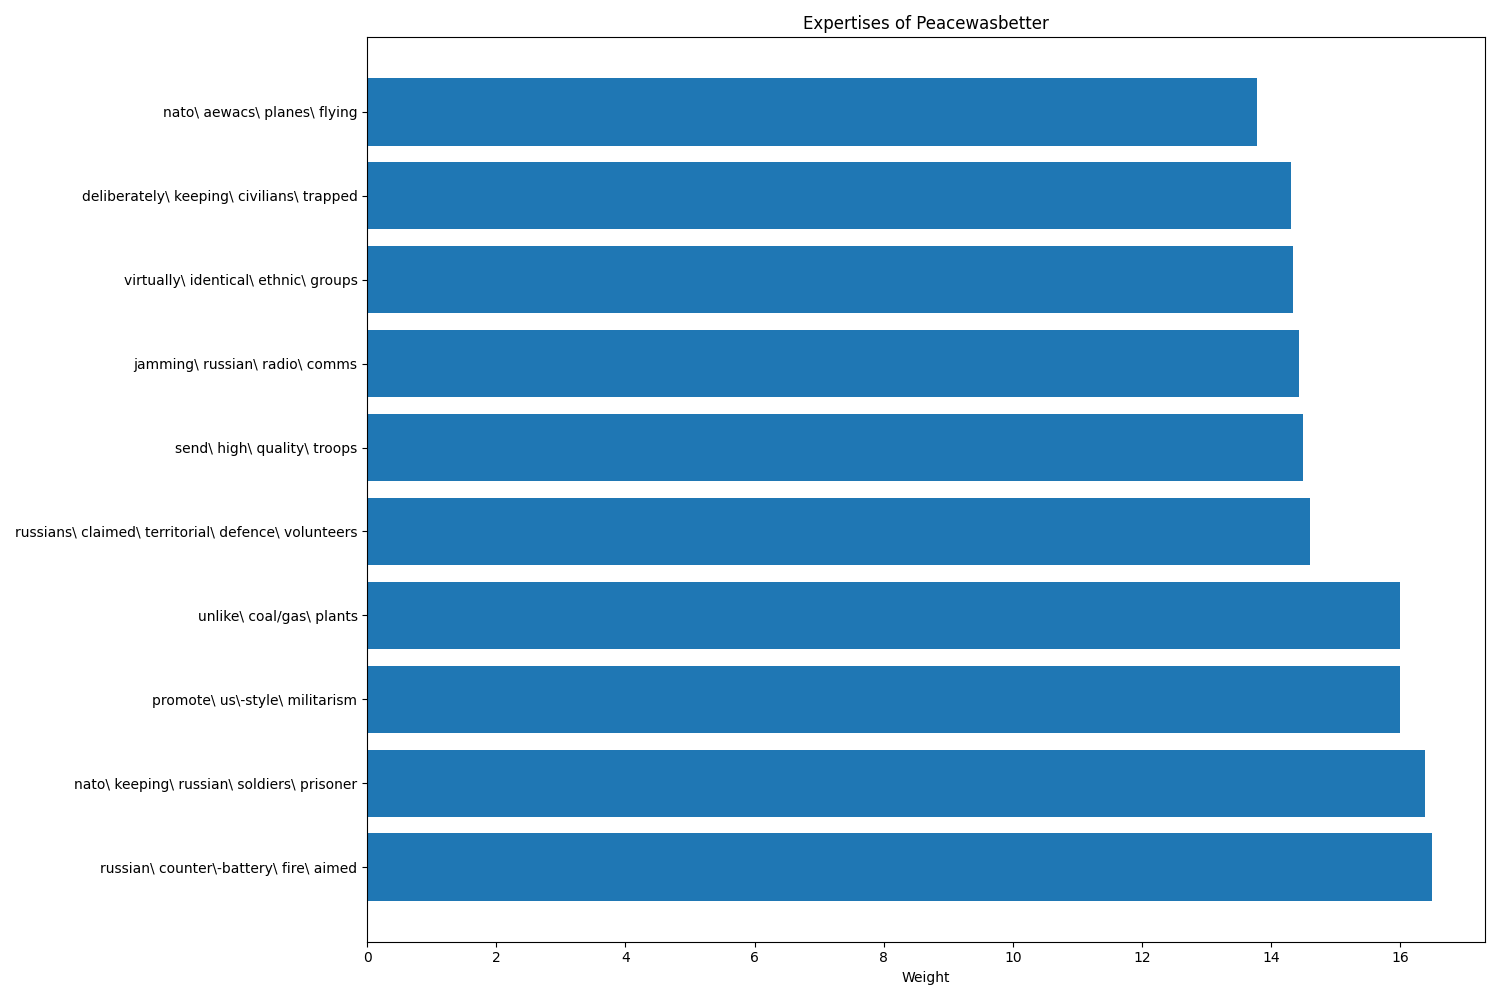 Expertises of Peacewasbetter
nato\ aewacs\ planes\ flying
deliberately\ keeping\ civilians\ trapped
virtually\ identical\ ethnic\ groups
jamming\ russian\ radio\ comms
send\ high\ quality\ troops
russians\ claimed\ territorial\ defence\ volunteers
unlike\ coal/gas\ plants
promote\ us\-style\ militarism
nato\ keeping\ russian\ soldiers\ prisoner
russian\ counter\-battery\ fire\ aimed
0 2 4 6 8 10 12 14 16
Weight